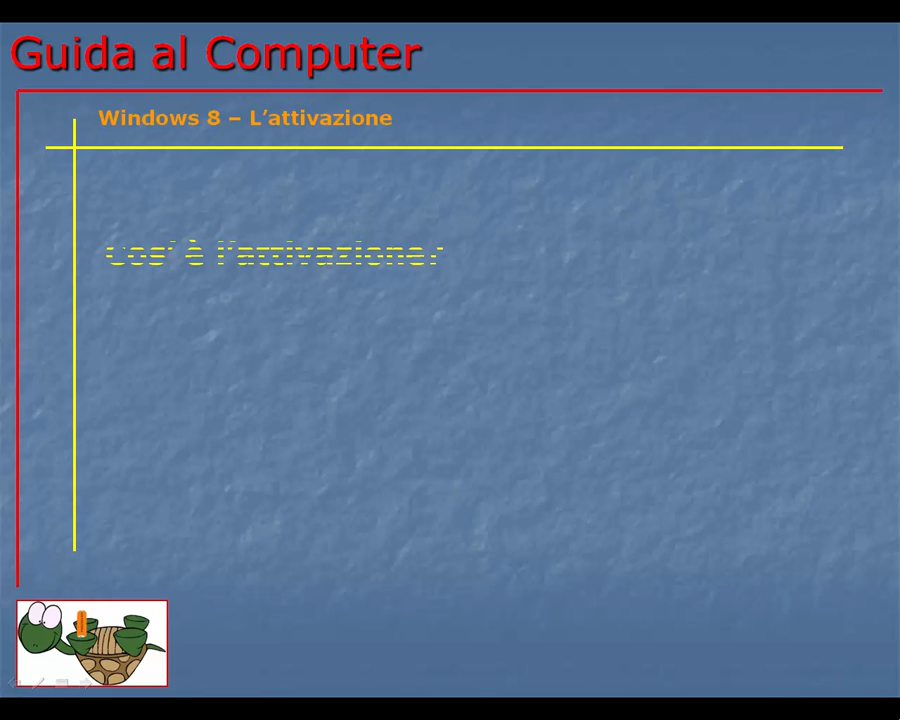 Guida al Computer
Windows 8 – L’attivazione
Cos’ è l’attivazione?